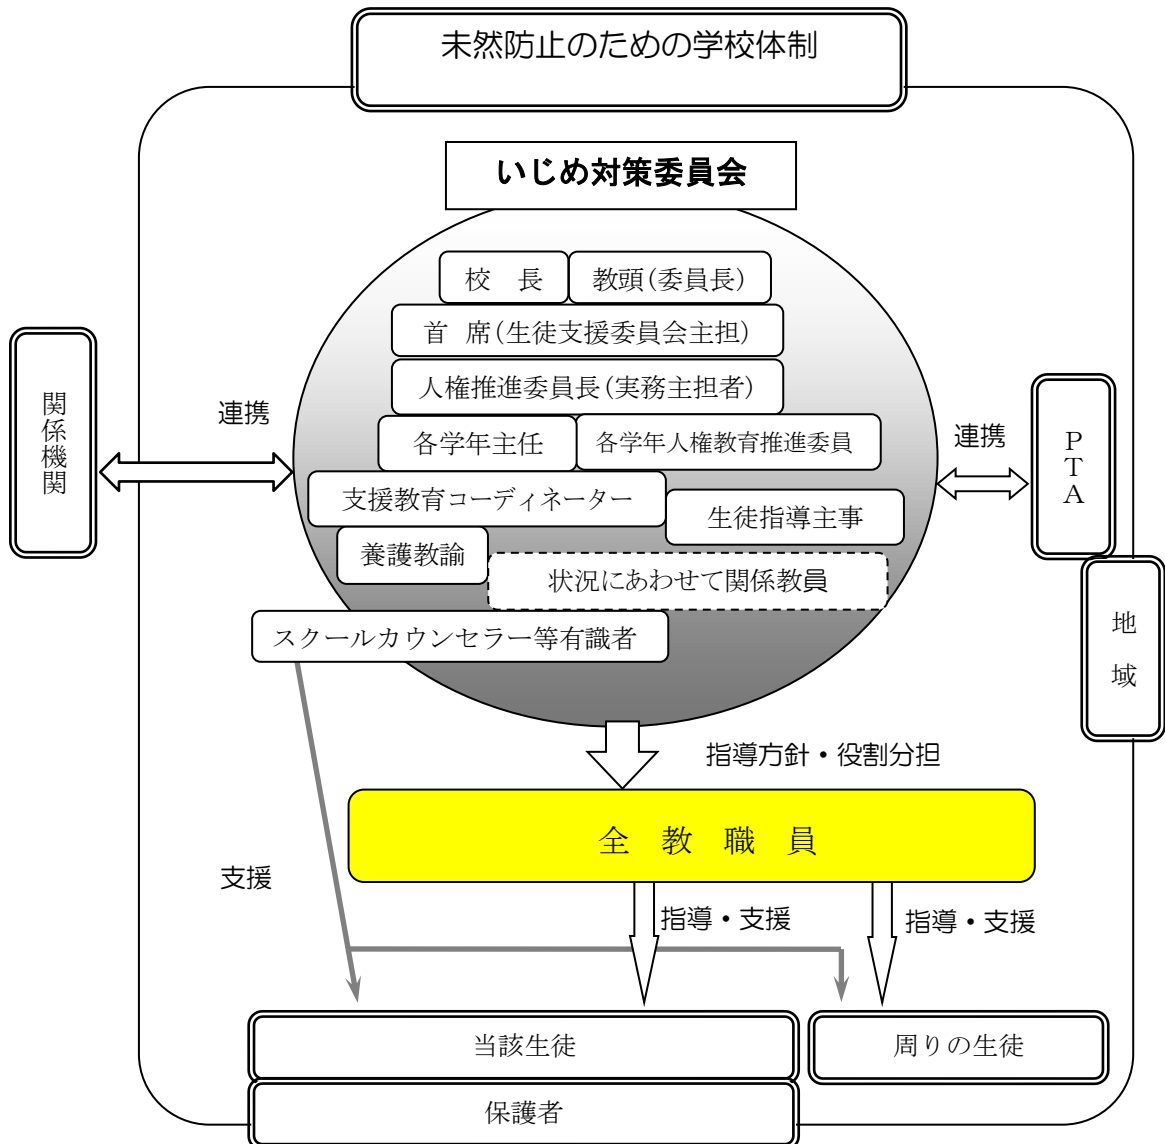 未然防止のための学校体制
いじめ対策委員会
校　長
教頭(委員長)
首　席(生徒支援委員会主担)
人権推進委員長(実務主担者)
各学年主任
各学年人権教育推進委員
支援教育コーディネーター
生徒指導主事
養護教諭
状況にあわせて関係教員
スクールカウンセラー等有識者
関係機関
連携
連携
PTA
地　域
指導方針・役割分担
全　教　職　員
支援
指導・支援
指導・支援
当該生徒
周りの生徒
保護者